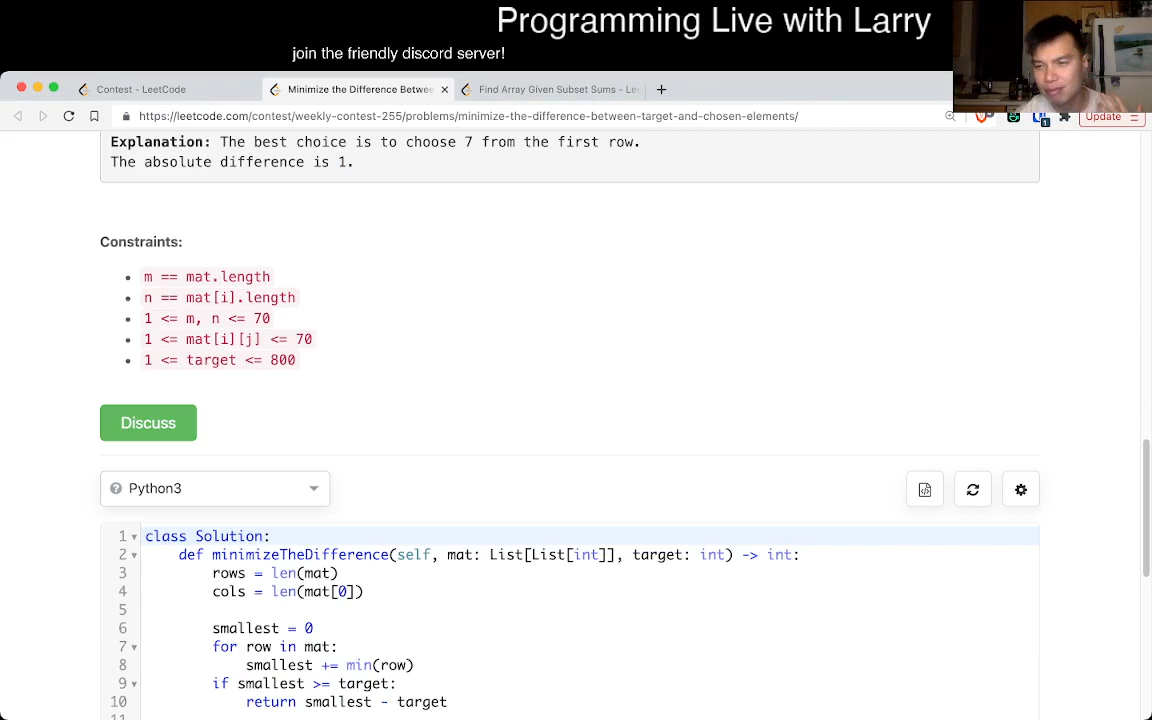 Programming Live with Larry
join the friendly discord server!
Contest - LeetCode
Minimize the Difference Betwee
Find Array Given Subset Sums - Lee
https://leetcode.com/contest/weekly-contest-255/problems/minimize-the-difference-between-target-and-chosen-elements/
Update
Explanation: The best choice is to choose 7 from the first row.
The absolute difference is 1.
Constraints:
m == mat.length
n == mat[i].length
1 <= m, n <= 70
1 <= mat[i][j] <= 70
1 <= target <= 800
Discuss
Python3
1 class Solution:
2 def minimizeTheDifference(self, mat: List[List[int]], target: int) -> int:
3 rows = len(mat)
4 cols = len(mat[0])
5
6 smallest = 0
7 for row in mat:
8 smallest += min(row)
9 if smallest >= target:
10 return smallest - target
11